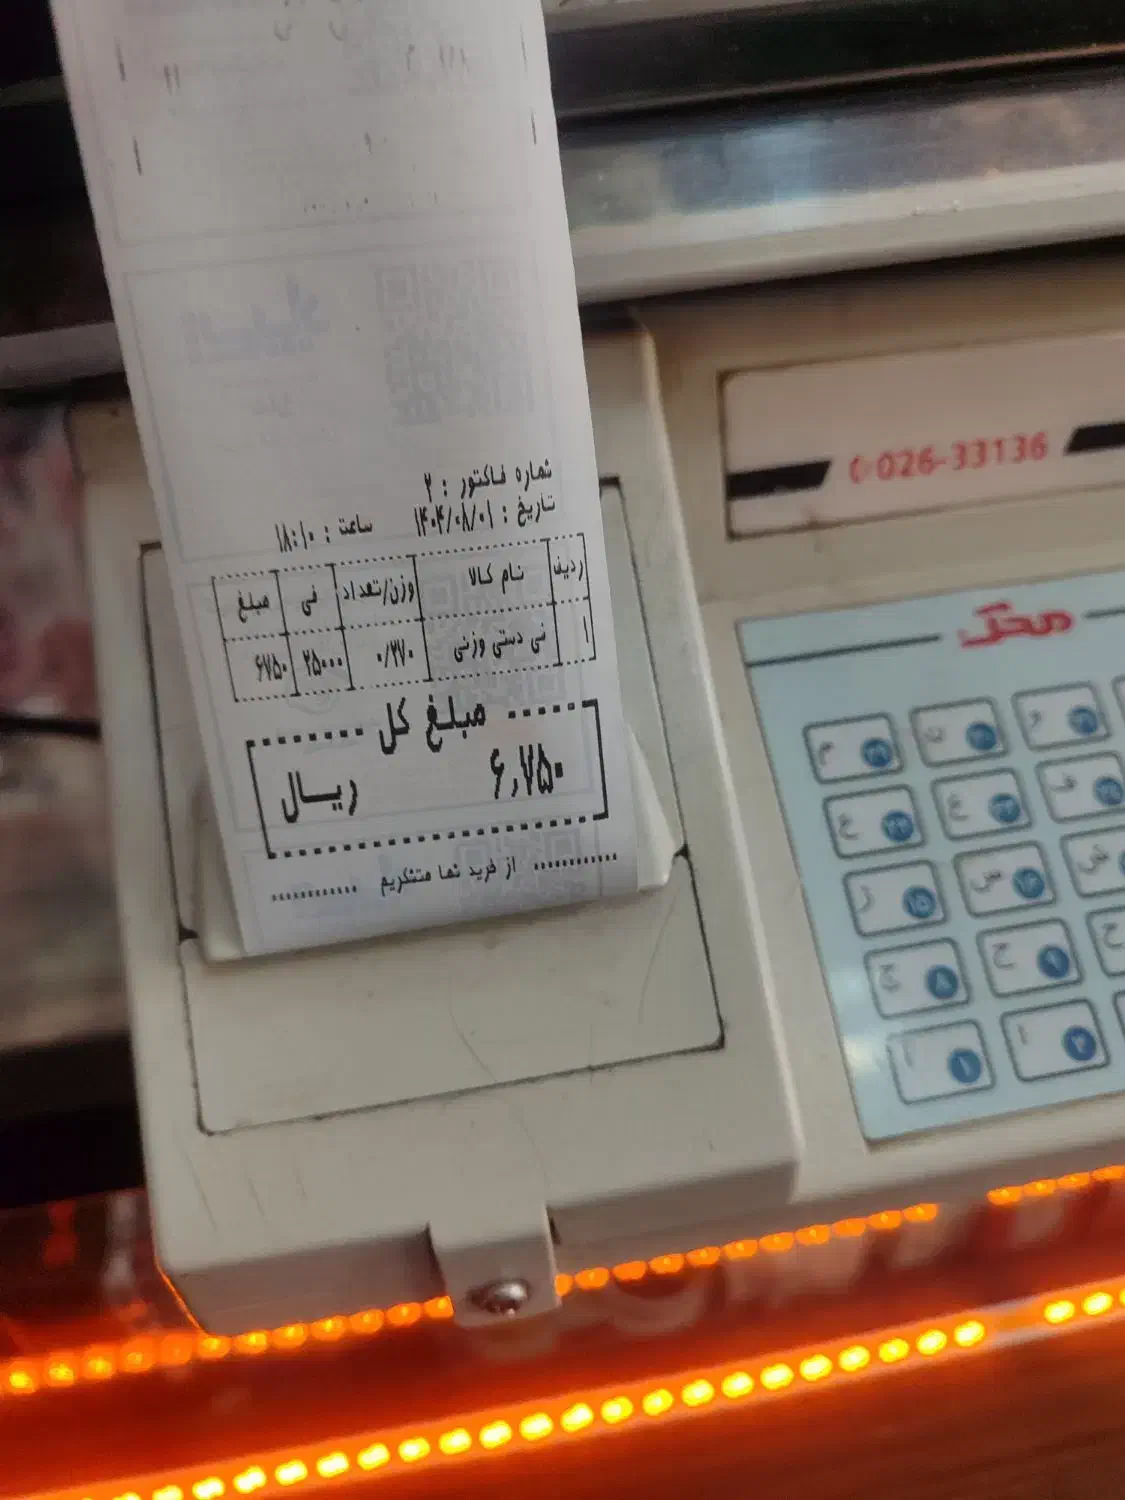 شماره فاکتور : ۲
تاریخ : ۱۴۰۴/۰۸/۰۱ ساعت : ۱۸:۱۰
ردیف نام کالا وزن/تعداد فی مبلغ
۱ نی دستی وزنی ۰/۲۷۰ ۲۵۰۰۰ ۶۷۵۰
مبلغ کل
۶,۷۵۰ ریال
از خرید شما متشکریم
026-33136
محک